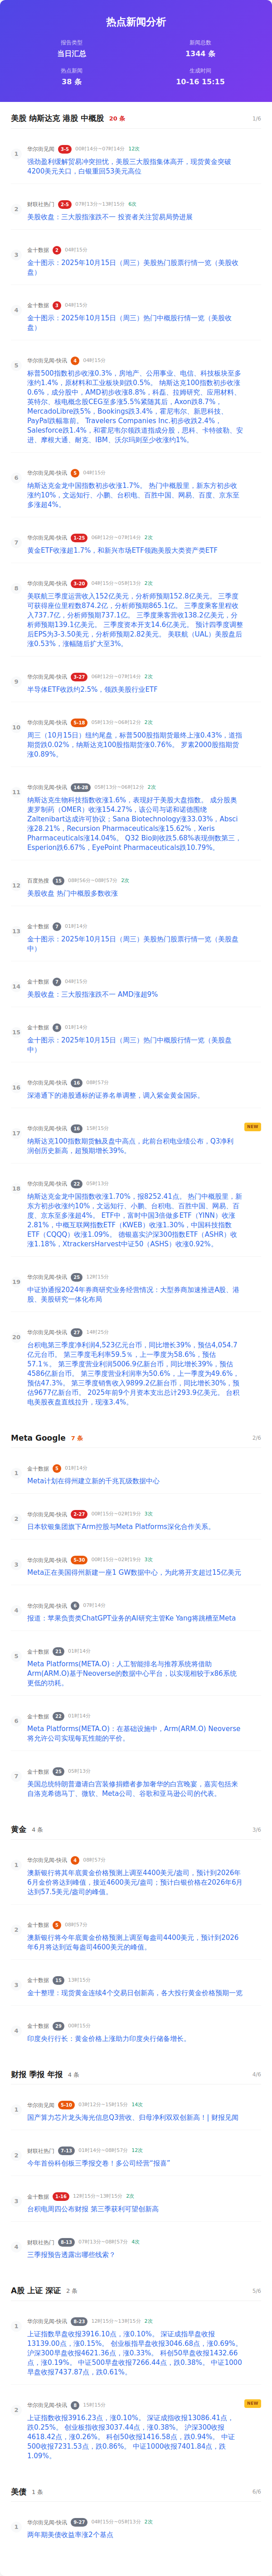 热点新闻分析
报告类型
当日汇总
新闻总数
1344 条
热点新闻
38 条
生成时间
10-16 15:15
美股 纳斯达克 港股 中概股 20 条 1/6
1
华尔街见闻 3-5 00时14分~07时14分 12次
强劲盈利缓解贸易冲突担忧，美股三大股指集体高开，现货黄金突破
4200美元关口，白银重回53美元高位
2
财联社热门 2-5 07时13分~13时15分 6次
美股收盘：三大股指涨跌不一 投资者关注贸易局势进展
3
金十数据 2 04时15分
金十图示：2025年10月15日（周三）美股热门股票行情一览（美股收
盘）
4
金十数据 3 04时15分
金十图示：2025年10月15日（周三）热门中概股行情一览（美股收
盘）
5
华尔街见闻-快讯 4 04时15分
标普500指数初步收涨0.3%，房地产、公用事业、电信、科技板块至多
涨约1.4%，原材料和工业板块则跌0.5%。 纳斯达克100指数初步收涨
0.6%，成分股中，AMD初步收涨8.8%，科磊、拉姆研究、应用材料、
英特尔、核电概念股CEG至多涨5.5%紧随其后，Axon跌8.7%，
MercadoLibre跌5%，Bookings跌3.4%，霍尼韦尔、新思科技、
PayPal跌幅靠前。 Travelers Companies Inc.初步收跌2.4%，
Salesforce跌1.4%，和霍尼韦尔领跌道指成分股，思科、卡特彼勒、安
进、摩根大通、耐克、IBM、沃尔玛则至少收涨约1%。
6
华尔街见闻-快讯 5 04时15分
纳斯达克金龙中国指数初步收涨1.7%。 热门中概股里，新东方初步收
涨约10%，文远知行、小鹏、台积电、百胜中国、网易、百度、京东至
多涨超4%。
7
华尔街见闻-快讯 1-25 06时12分~07时14分 2次
黄金ETF收涨超1.7%，和新兴市场ETF领跑美股大类资产类ETF
8
华尔街见闻-快讯 3-20 04时15分~05时13分 2次
美联航三季度运营收入152亿美元，分析师预期152.8亿美元。 三季度
可获得座位里程数874.2亿，分析师预期865.1亿。 三季度乘客里程收
入737.7亿，分析师预期737.1亿。 三季度乘客营收138.2亿美元，分
析师预期139.1亿美元。 三季度资本开支14.6亿美元。 预计四季度调整
后EPS为3-3.50美元，分析师预期2.82美元。 美联航（UAL）美股盘后
涨0.53%，涨幅随后扩大至3%。
9
华尔街见闻-快讯 3-27 06时12分~07时14分 2次
半导体ETF收涨约2.5%，领跌美股行业ETF
10
华尔街见闻-快讯 5-18 05时13分~06时12分 2次
周三（10月15日）纽约尾盘，标普500股指期货最终上涨0.43%，道指
期货跌0.02%，纳斯达克100股指期货涨0.76%。 罗素2000股指期货
涨0.89%。
11
华尔街见闻-快讯 14-28 05时13分~06时12分 2次
纳斯达克生物科技指数收涨1.6%，表现好于美股大盘指数。 成分股奥
麦罗制药（OMER）收涨154.27%，该公司与诺和诺德围绕
Zaltenibart达成许可协议；Sana Biotechnology涨33.03%，Absci
涨28.21%，Recursion Pharmaceuticals涨15.62%，Xeris
Pharmaceuticals涨14.04%。 Q32 Bio则收跌5.68%表现倒数第三，
Esperion跌6.67%，EyePoint Pharmaceuticals跌10.79%。
12
百度热搜 15 08时56分~08时57分 2次
美股收盘 热门中概股多数收涨
13
金十数据 7 01时14分
金十图示：2025年10月15日（周三）美股热门股票行情一览（美股盘
中）
14
金十数据 7 04时15分
美股收盘：三大股指涨跌不一 AMD涨超9%
15
金十数据 8 01时14分
金十图示：2025年10月15日（周三）热门中概股行情一览（美股盘
中）
16
华尔街见闻-快讯 16 08时57分
深港通下的港股通标的证券名单调整，调入紫金黄金国际。
17
华尔街见闻-快讯 16 15时15分
NEW
纳斯达克100指数期货触及盘中高点，此前台积电业绩公布，Q3净利
润创历史新高，超预期增长39%。
18
华尔街见闻-快讯 22 05时13分
纳斯达克金龙中国指数收涨1.70%，报8252.41点。 热门中概股里，新
东方初步收涨约10%，文远知行、小鹏、台积电、百胜中国、网易、百
度、京东至多涨超4%。 ETF中，富时中国3倍做多ETF（YINN）收涨
2.81%，中概互联网指数ETF（KWEB）收涨1.30%，中国科技指数
ETF（CQQQ）收涨1.09%。 德银嘉实沪深300指数ETF（ASHR）收
涨1.18%，XtrackersHarvest中证50（ASHS）收涨0.92%。
19
华尔街见闻-快讯 25 12时15分
中证协通报2024年券商研究业务经营情况：大型券商加速推进A股、港
股、美股研究一体化布局
20
华尔街见闻-快讯 27 14时25分
台积电第三季度净利润4,523亿元台币，同比增长39%，预估4,054.7
亿元台币。 第三季度毛利率59.5％，上一季度为58.6%，预估
57.1％。 第三季度营业利润5006.9亿新台币，同比增长39%，预估
4586亿新台币。 第三季度营业利润率为50.6%，上一季度为49.6%，
预估47.3%。 第三季度销售收入9899.2亿新台币，同比增长30%，预
估9677亿新台币。 2025年前9个月资本支出总计293.9亿美元。 台积
电美股夜盘直线拉升，现涨3.4%。
Meta Google 7 条 2/6
1
金十数据 5 01时14分
Meta计划在得州建立新的千兆瓦级数据中心
2
华尔街见闻-快讯 2-27 00时15分~02时19分 3次
日本软银集团旗下Arm控股与Meta Platforms深化合作关系。
3
华尔街见闻-快讯 5-30 00时15分~02时19分 3次
Meta正在美国得州新建一座1 GW数据中心，为此将开支超过15亿美元
4
华尔街见闻-快讯 6 07时14分
报道：苹果负责类ChatGPT业务的AI研究主管Ke Yang将跳槽至Meta
5
金十数据 21 01时14分
Meta Platforms(META.O)：人工智能排名与推荐系统将借助
Arm(ARM.O)基于Neoverse的数据中心平台，以实现相较于x86系统
更低的功耗。
6
金十数据 22 01时14分
Meta Platforms(META.O)：在基础设施中，Arm(ARM.O) Neoverse
将允许公司实现每瓦性能的平价。
7
金十数据 25 05时13分
美国总统特朗普邀请白宫装修捐赠者参加奢华的白宫晚宴，嘉宾包括来
自洛克希德马丁、微软、Meta公司、谷歌和亚马逊公司的代表。
黄金 4 条 3/6
1
华尔街见闻-快讯 4 08时57分
澳新银行将其年底黄金价格预测上调至4400美元/盎司，预计到2026年
6月金价将达到峰值，接近4600美元/盎司；预计白银价格在2026年6月
达到57.5美元/盎司的峰值。
2
金十数据 5 08时57分
澳新银行将今年底黄金价格预测上调至每盎司4400美元，预计到2026
年6月将达到近每盎司4600美元的峰值。
3
金十数据 15 13时15分
金十整理：现货黄金连续4个交易日创新高，各大投行黄金价格预期一览
4
金十数据 29 00时15分
印度央行行长：黄金价格上涨助力印度央行储备增长。
财报 季报 年报 4 条 4/6
1
华尔街见闻 5-10 03时12分~15时15分 14次
国产算力芯片龙头海光信息Q3营收、归母净利双双创新高！| 财报见闻
2
财联社热门 7-13 01时14分~08时57分 12次
今年首份科创板三季报交卷！多公司经营“报喜”
3
金十数据 1-16 12时15分~13时15分 2次
台积电周四公布财报 第三季获利可望创新高
4
财联社热门 8-13 07时13分~08时57分 4次
三季报预告透露出哪些线索？
A股 上证 深证 2 条 5/6
1
华尔街见闻-快讯 8-23 12时15分~13时15分 2次
上证指数早盘收报3916.10点，涨0.10%。 深证成指早盘收报
13139.00点，涨0.15%。 创业板指早盘收报3046.68点，涨0.69%。
沪深300早盘收报4621.36点，涨0.33%。 科创50早盘收报1432.66
点，涨0.19%。 中证500早盘收报7266.44点，跌0.38%。 中证1000
早盘收报7437.87点，跌0.61%。
2
华尔街见闻-快讯 8 15时15分
NEW
上证指数收报3916.23点，涨0.10%。 深证成指收报13086.41点，
跌0.25%。 创业板指收报3037.44点，涨0.38%。 沪深300收报
4618.42点，涨0.26%。 科创50收报1416.58点，跌0.94%。 中证
500收报7231.53点，跌0.86%。 中证1000收报7401.84点，跌
1.09%。
美债 1 条 6/6
1
华尔街见闻-快讯 9-27 04时15分~05时13分 2次
两年期美债收益率涨2个基点